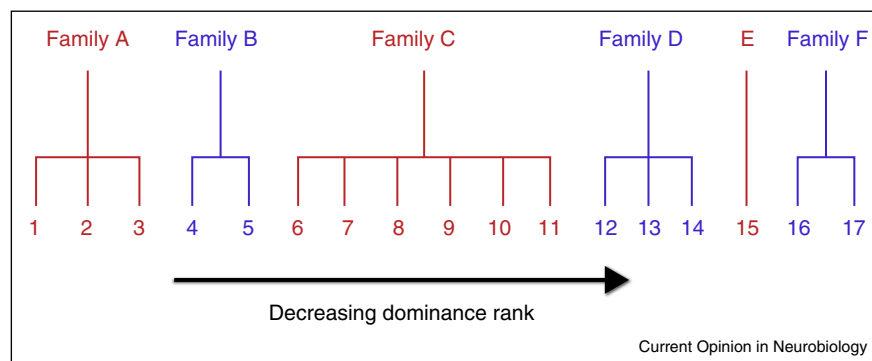 Family A Family B Family C Family D E Family F
1 2 3 4 5 6 7 8 9 10 11 12 13 14 15 16 17
Decreasing dominance rank
Current Opinion in Neurobiology